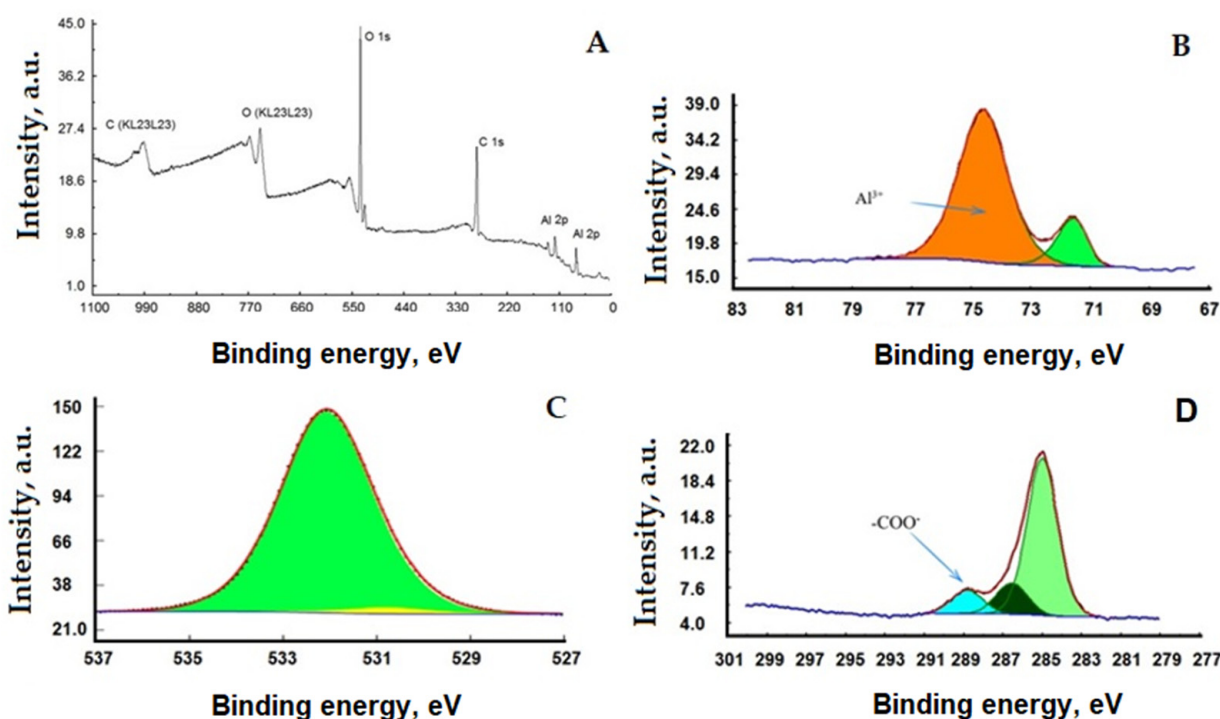 A
Intensity, a.u.
45.0
36.2
27.4
18.6
9.8
1.0
C (KL23L23)
O (KL23L23)
O 1s
C 1s
Al 2p
Al 2p
1100 990 880 770 660 550 440 330 220 110 0
Binding energy, eV
B
Intensity, a.u.
39.0
34.2
29.4
24.6
19.8
15.0
Al³⁺
83 81 79 77 75 73 71 69 67
Binding energy, eV
C
Intensity, a.u.
150
122
94
66
38
21.0
537 535 533 531 529 527
Binding energy, eV
D
Intensity, a.u.
22.0
18.4
14.8
11.2
7.6
4.0
-COO⁻
301 299 297 295 293 291 289 287 285 283 281 279 277
Binding energy, eV